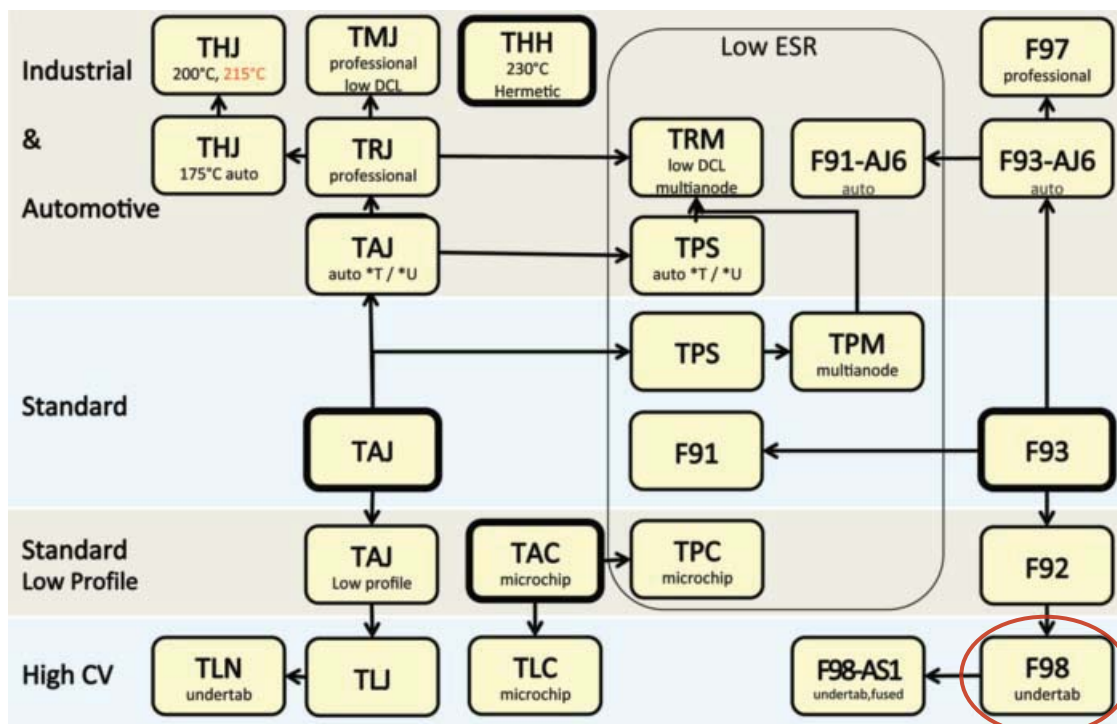 Industrial
&
Automotive
THJ
200°C, 215°C
TMJ
professional
low DCL
THH
230°C
Hermetic
Low ESR
F97
professional
THJ
175°C auto
TRJ
professional
TRM
low DCL
multianode
F91-AJ6
auto
F93-AJ6
auto
TAJ
auto *T / *U
TPS
auto *T / *U
Standard
TPS
TPM
multianode
TAJ
F91
F93
Standard
Low Profile
TAJ
Low profile
TAC
microchip
TPC
microchip
F92
High CV
TLN
undertab
TLJ
TLC
microchip
F98-AS1
undertab,fused
F98
undertab